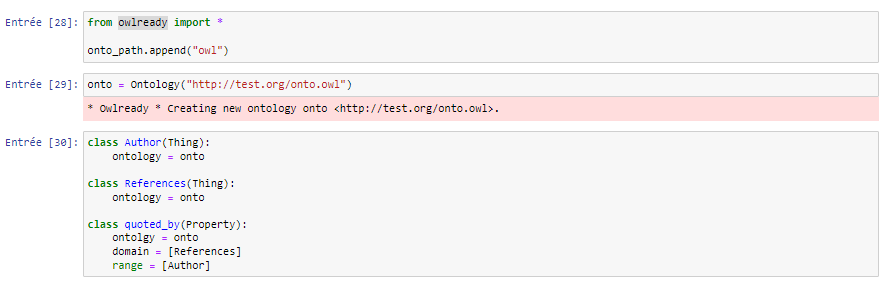 Entrée [28]: from owlready import *
onto_path.append("owl")
Entrée [29]: onto = Ontology("http://test.org/onto.owl")
* Owlready * Creating new ontology onto <http://test.org/onto.owl>.
Entrée [30]: class Author(Thing):
    ontology = onto
class References(Thing):
    ontology = onto
class quoted_by(Property):
    ontolgy = onto
    domain = [References]
    range = [Author]